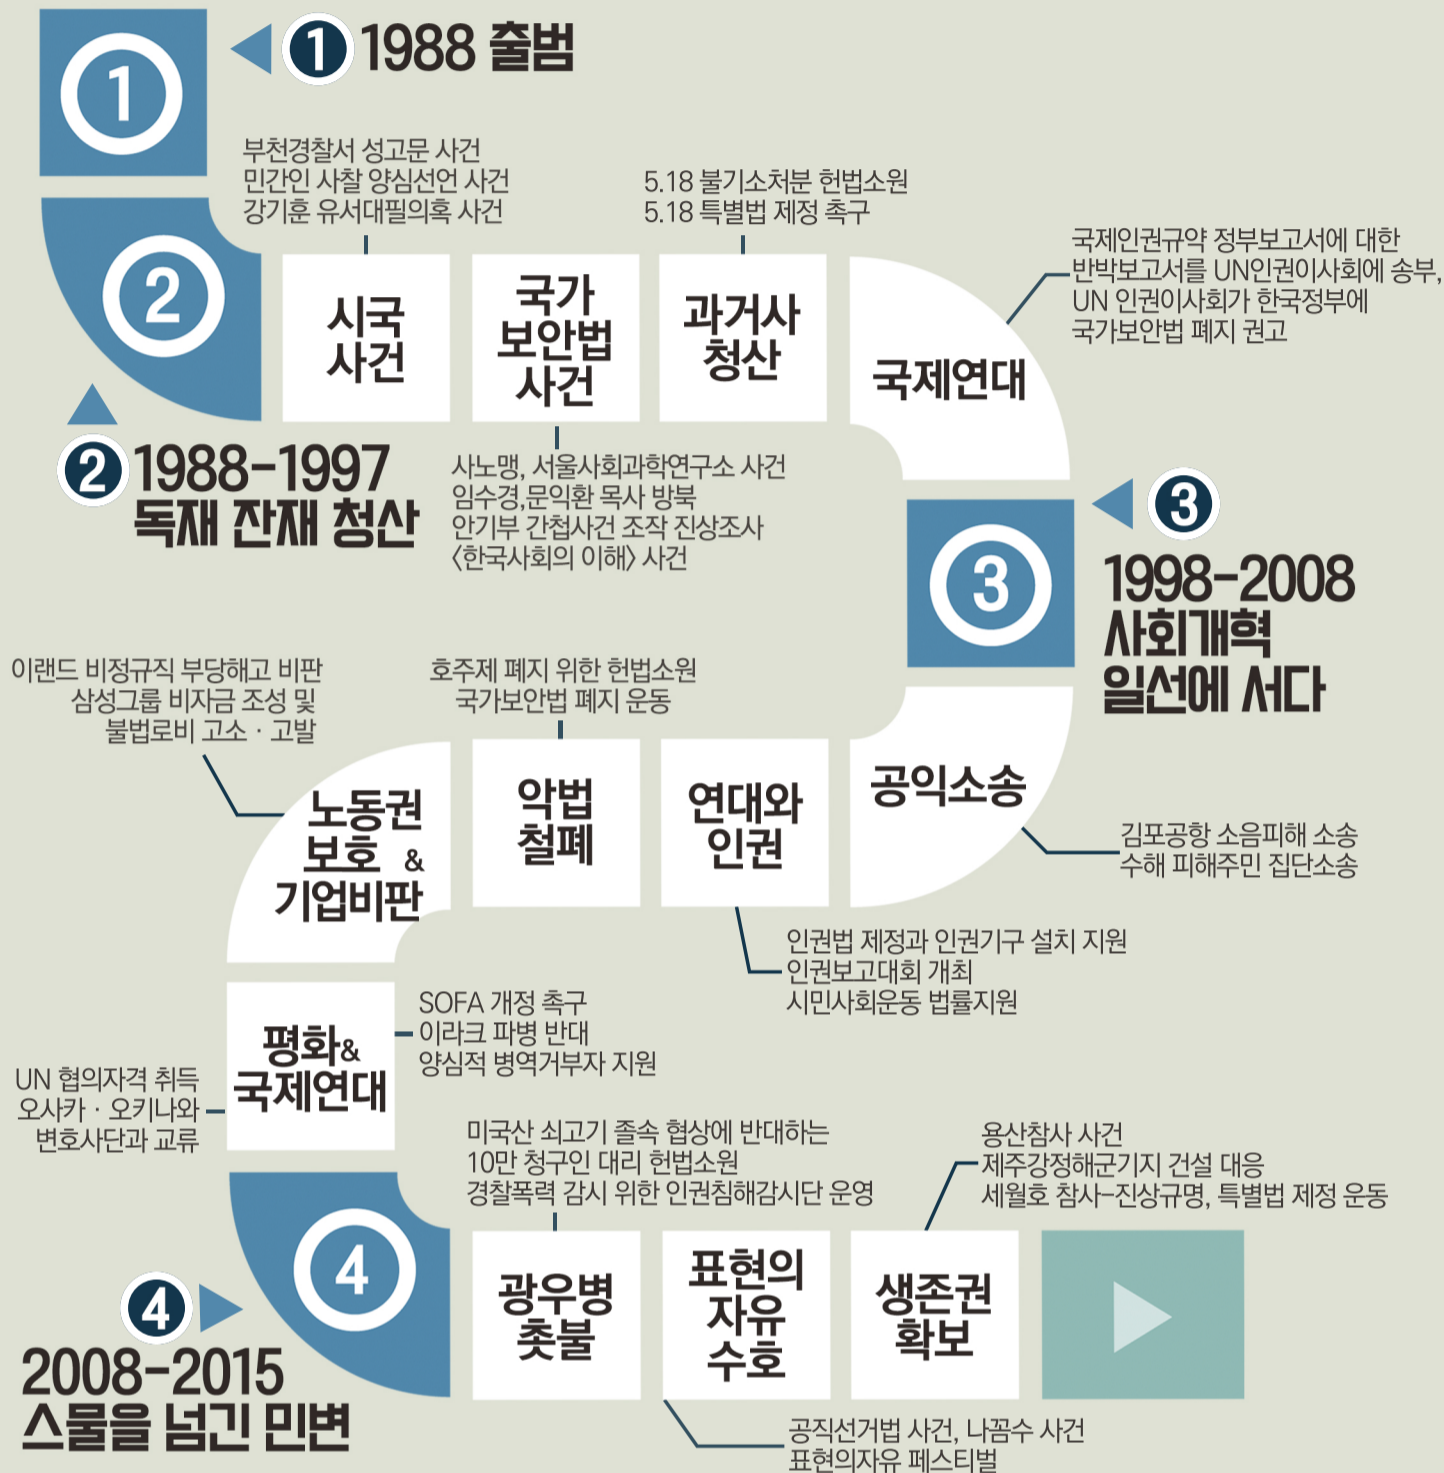 1
1 1988 출범
부천경찰서 성고문 사건
민간인 사찰 양심선언 사건
강기훈 유서대필의혹 사건
5.18 불기소처분 헌법소원
5.18 특별법 제정 촉구
국제인권규약 정부보고서에 대한
반박보고서를 UN인권이사회에 송부,
UN 인권이사회가 한국정부에
국가보안법 폐지 권고
2
시국
사건
국가
보안법
사건
과거사
청산
국제연대
2 1988-1997
독재 잔재 청산
사노맹, 서울사회과학연구소 사건
임수경,문익환 목사 방북
안기부 간첩사건 조작 진상조사
〈한국사회의 이해〉 사건
3
3
1998-2008
사회개혁
일선에 서다
이랜드 비정규직 부당해고 비판
삼성그룹 비자금 조성 및
불법로비 고소 · 고발
호주제 폐지 위한 헌법소원
국가보안법 폐지 운동
노동권
보호 &
기업비판
악법
철폐
연대와
인권
공익소송
김포공항 소음피해 소송
수해 피해주민 집단소송
인권법 제정과 인권기구 설치 지원
인권보고대회 개최
시민사회운동 법률지원
평화&
국제연대
SOFA 개정 촉구
이라크 파병 반대
양심적 병역거부자 지원
UN 협의자격 취득
오사카 · 오키나와
변호사단과 교류
미국산 쇠고기 졸속 협상에 반대하는
10만 청구인 대리 헌법소원
경찰폭력 감시 위한 인권침해감시단 운영
용산참사 사건
제주강정해군기지 건설 대응
세월호 참사-진상규명, 특별법 제정 운동
4
4
2008-2015
스물을 넘긴 민변
광우병
촛불
표현의
자유
수호
생존권
확보
공직선거법 사건, 나꼼수 사건
표현의자유 페스티벌